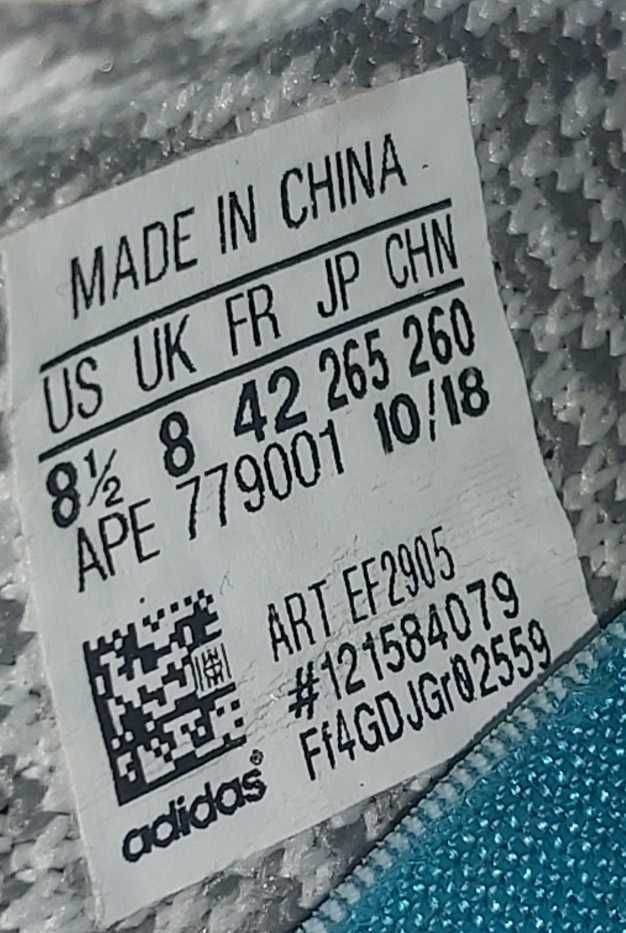 MADE IN CHINA
US UK FR JP CHN
8½ 8 42 265 260
APE 779001 10/18
ART EF2905
#121584079
Ff4GDJGr02559
adidas®